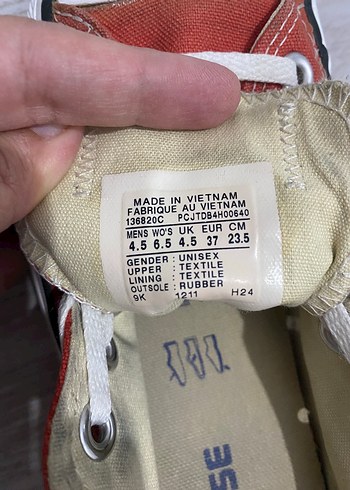 MADE IN VIETNAM
FABRIQUE AU VIETNAM
136820C PCJTDB4H00640
MENS WO'S UK EUR CM
4.5 6.5 4.5 37 23.5
GENDER : UNISEX
UPPER : TEXTILE
LINING : TEXTILE
OUTSOLE : RUBBER
9K 1211 H24
SE